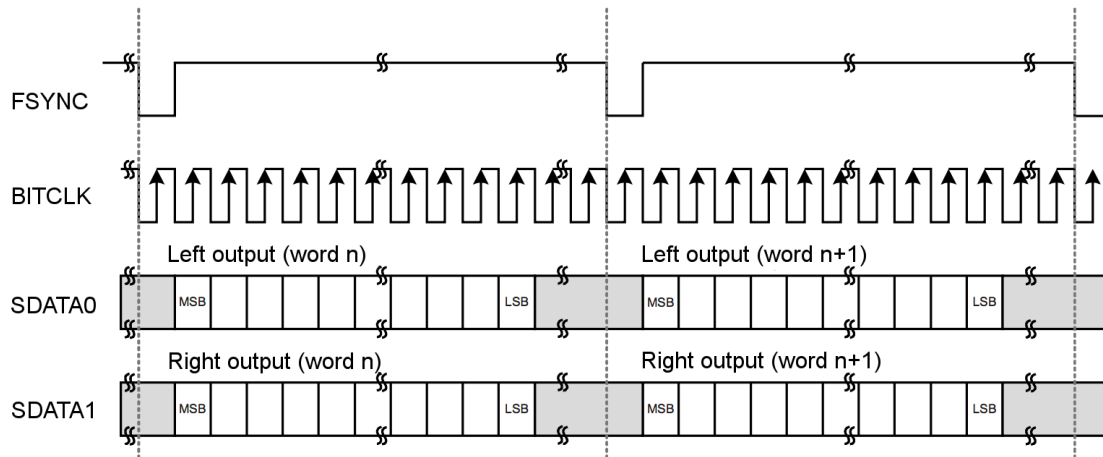 FSYNC
BITCLK
Left output (word n)
Left output (word n+1)
SDATA0
MSB
LSB
MSB
LSB
Right output (word n)
Right output (word n+1)
SDATA1
MSB
LSB
MSB
LSB